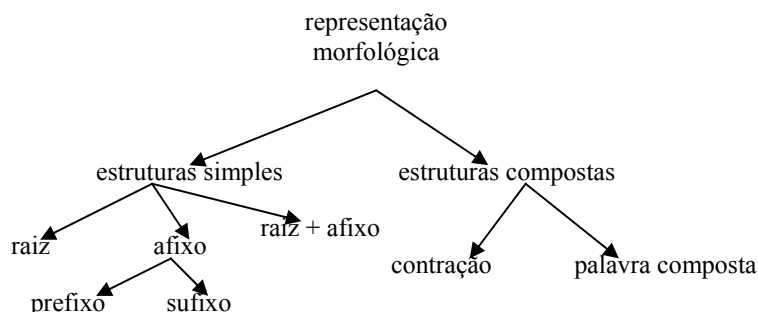 representação
morfológica
estruturas simples
estruturas compostas
raiz
afixo
raiz + afixo
contração
palavra composta
prefixo
sufixo